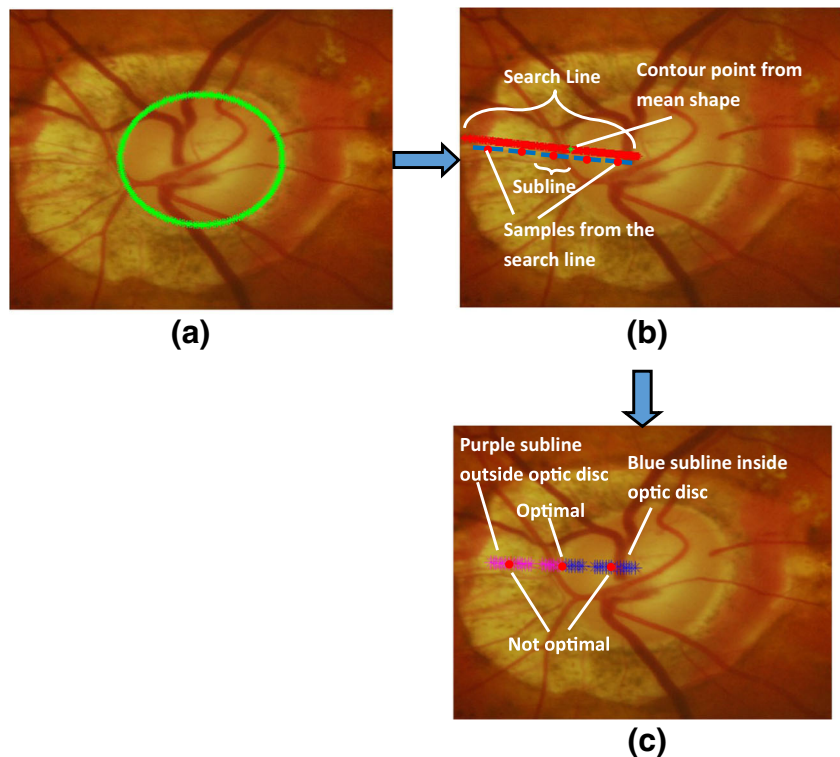 Search Line
Contour point from
mean shape
Subline
Samples from the
search line
(a)
(b)
Purple subline
outside optic disc
Blue subline inside
optic disc
Optimal
Not optimal
(c)